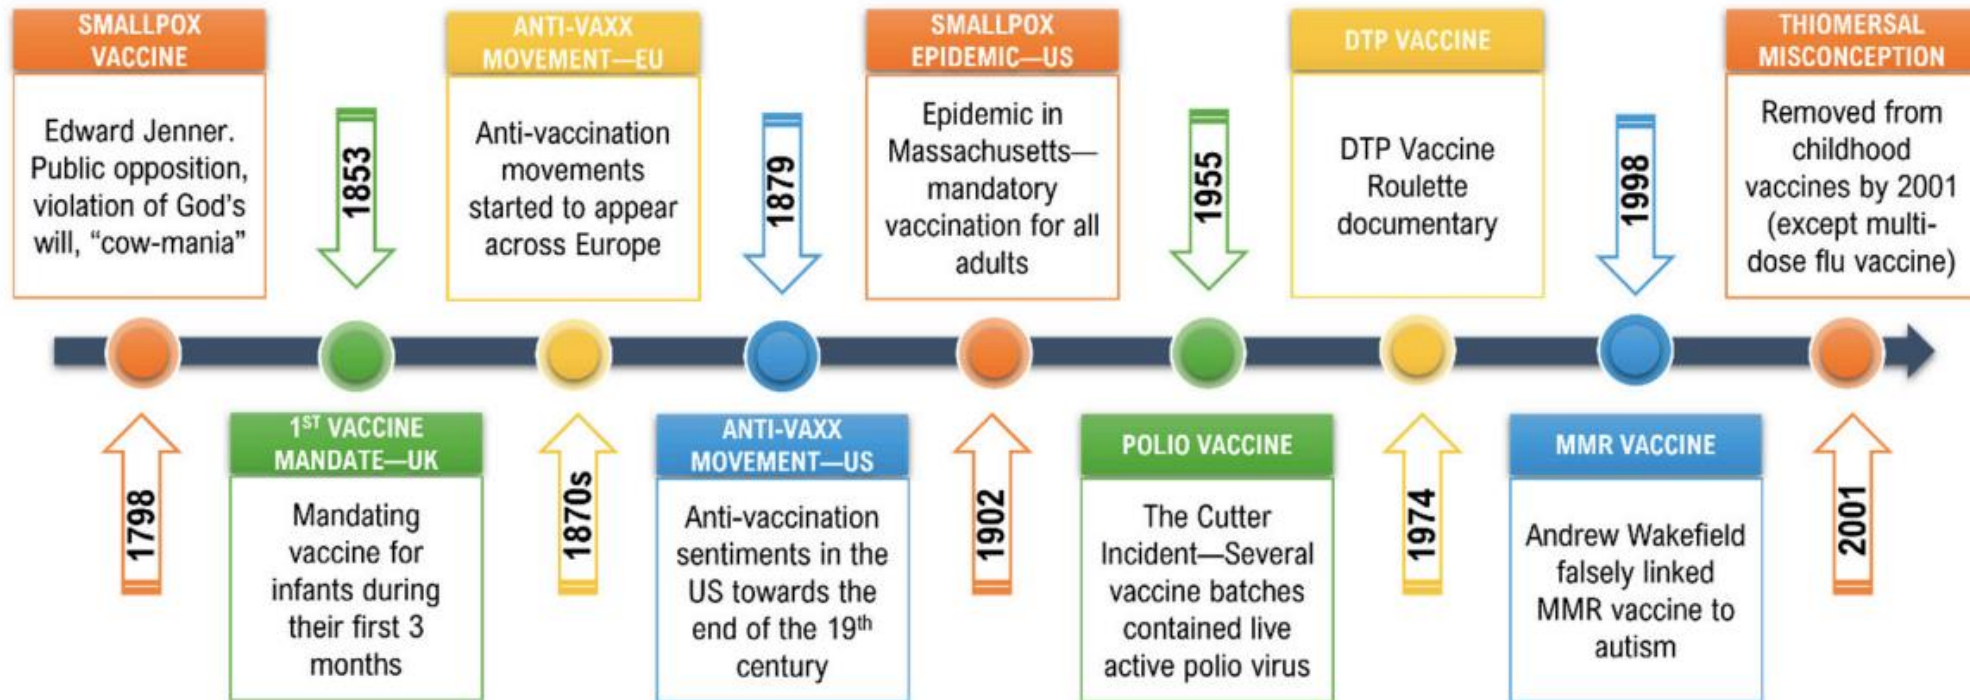 SMALLPOX
VACCINE
Edward Jenner.
Public opposition,
violation of God's
will, “cow-mania”
1798
1853
1ST VACCINE
MANDATE—UK
Mandating
vaccine for
infants during
their first 3
months
ANTI-VAXX
MOVEMENT—EU
Anti-vaccination
movements
started to appear
across Europe
1870s
1879
ANTI-VAXX
MOVEMENT—US
Anti-vaccination
sentiments in the
US towards the
end of the 19th
century
SMALLPOX
EPIDEMIC—US
Epidemic in
Massachusetts—
mandatory
vaccination for all
adults
1902
1955
POLIO VACCINE
The Cutter
Incident—Several
vaccine batches
contained live
active polio virus
DTP VACCINE
DTP Vaccine
Roulette
documentary
1974
1998
MMR VACCINE
Andrew Wakefield
falsely linked
MMR vaccine to
autism
THIOMERSAL
MISCONCEPTION
Removed from
childhood
vaccines by 2001
(except multi-
dose flu vaccine)
2001